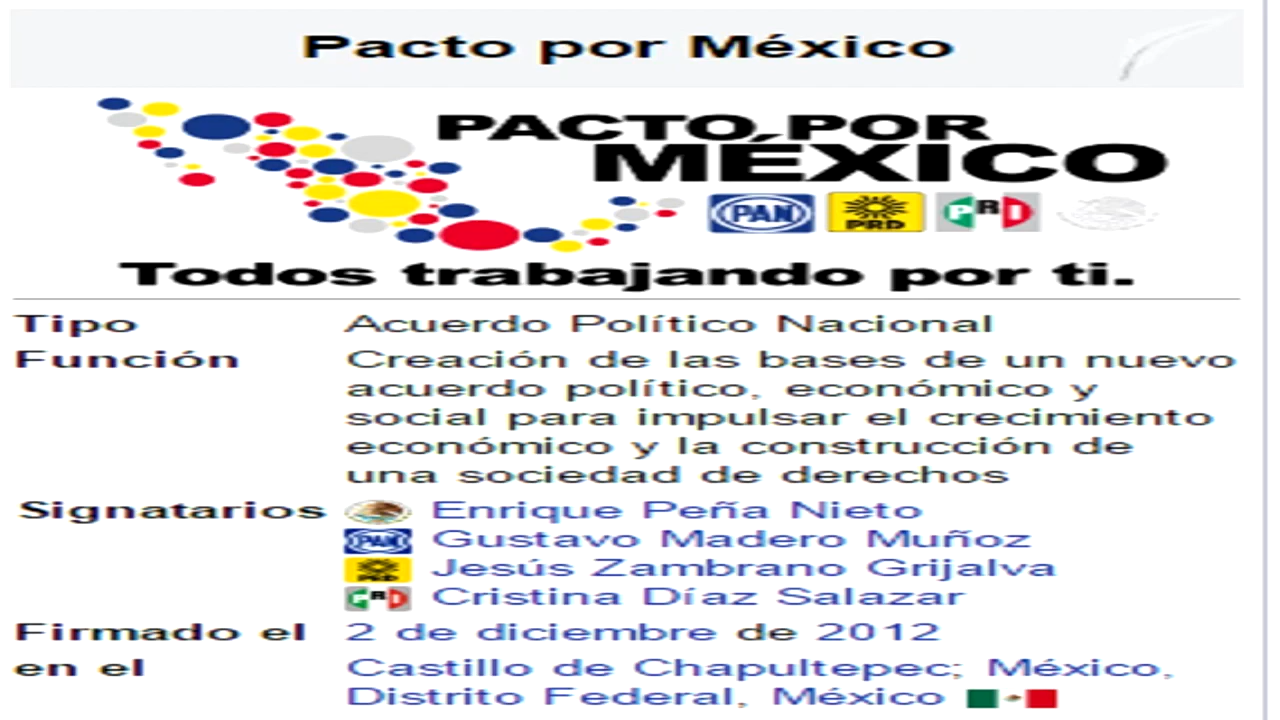 Pacto por México
PACTO POR
MÉXICO
PAN PRD PRI
Todos trabajando por ti.
Tipo Acuerdo Político Nacional
Función Creación de las bases de un nuevo
acuerdo político, económico y
social para impulsar el crecimiento
económico y la construcción de
una sociedad de derechos
Signatarios Enrique Peña Nieto
PAN Gustavo Madero Muñoz
PRD Jesús Zambrano Grijalva
PRI Cristina Díaz Salazar
Firmado el 2 de diciembre de 2012
en el Castillo de Chapultepec; México,
Distrito Federal, México